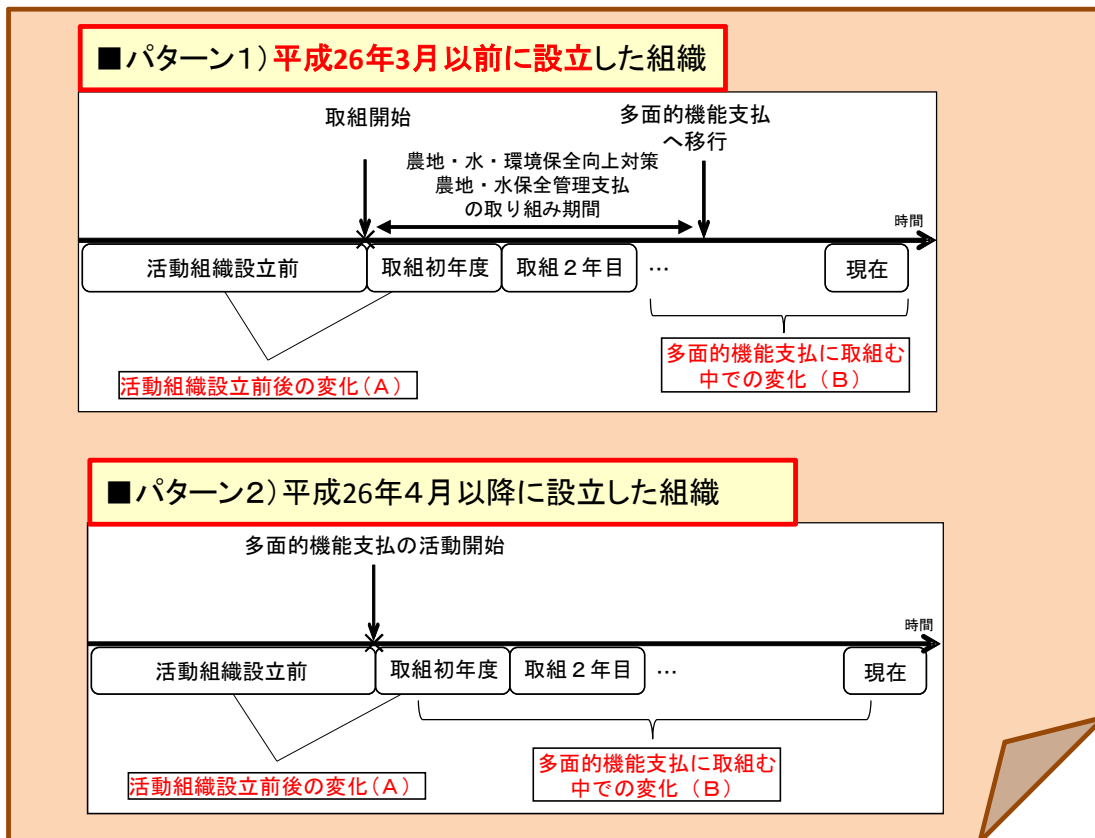 ■パターン１）平成26年3月以前に設立した組織
取組開始
多面的機能支払
へ移行
農地・水・環境保全向上対策
農地・水保全管理支払
の取り組み期間
時間
活動組織設立前
取組初年度
取組２年目
…
現在
多面的機能支払に取組む
中での変化（Ｂ）
活動組織設立前後の変化（Ａ）
■パターン２）平成26年４月以降に設立した組織
多面的機能支払の活動開始
時間
活動組織設立前
取組初年度
取組２年目
…
現在
多面的機能支払に取組む
中での変化（Ｂ）
活動組織設立前後の変化（Ａ）